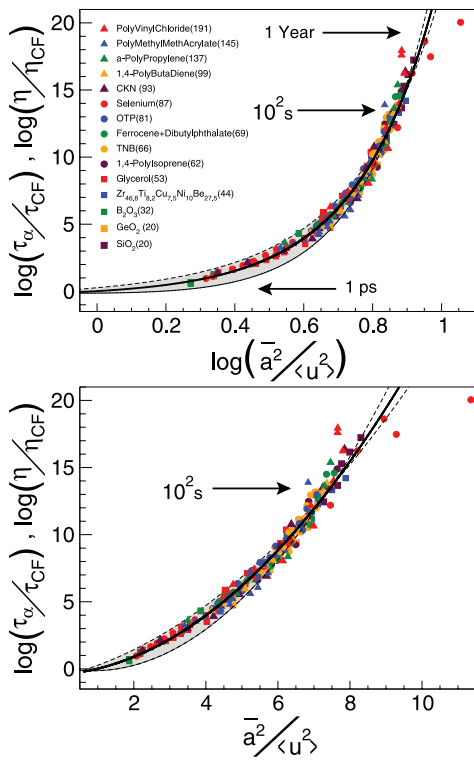 20
15
10
5
0
log(τα/τCF) , log(η/ηCF)
PolyVinylChloride(191)
PolyMethylMethAcrylate(145)
a-PolyPropylene(137)
1,4-PolyButaDiene(99)
CKN (93)
Selenium(87)
OTP(81)
Ferrocene+Dibutylphthalate(69)
TNB(66)
1,4-PolyIsoprene(62)
Glycerol(53)
Zr46,8Ti8,2Cu7,5Ni10Be27,5(44)
B2O3(32)
GeO2 (20)
SiO2(20)
1 Year
10²s
1 ps
0 0.2 0.4 0.6 0.8 1
log(a̅²/<u²>)
20
15
10
5
0
log(τα/τCF) , log(η/ηCF)
10²s
2 4 6 8 10
a̅²/<u²>